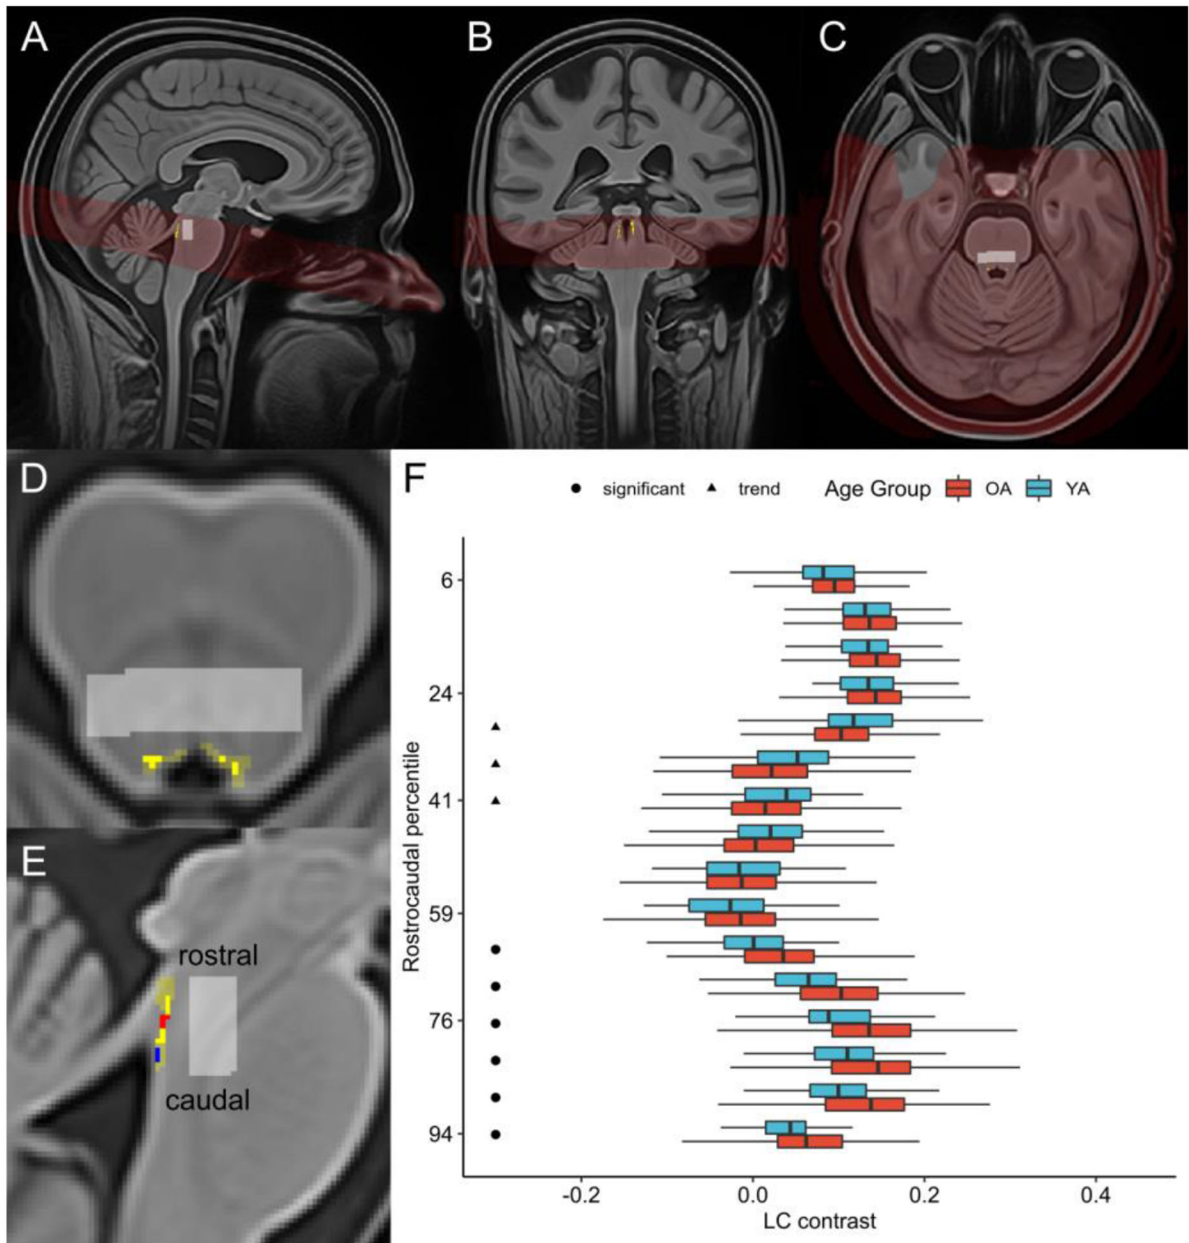 A
B
C
D
E
rostral
caudal
F
significant
trend
Age Group
OA
YA
Rostrocaudal percentile
6
24
41
59
76
94
-0.2
0.0
0.2
0.4
LC contrast